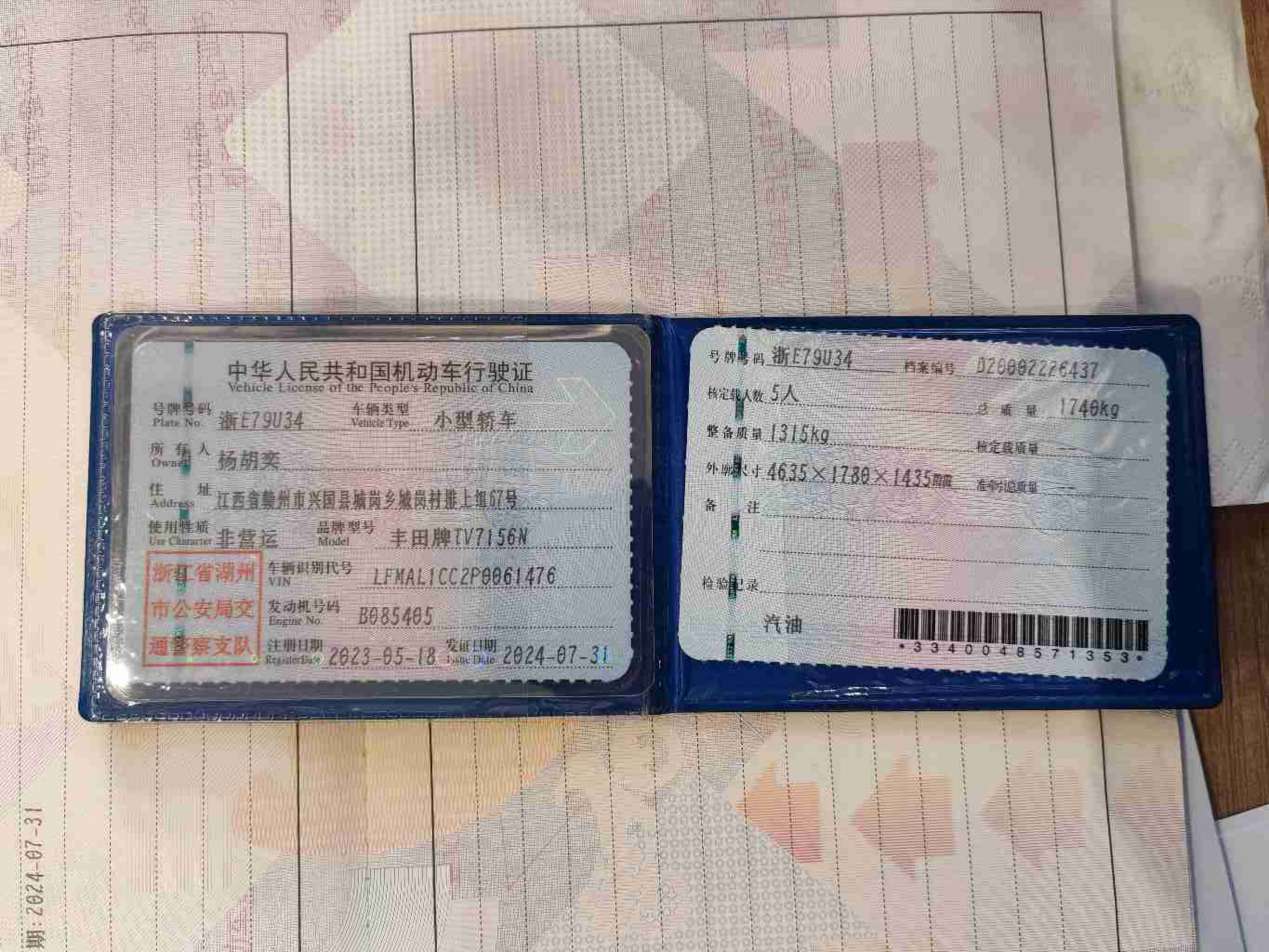 中华人民共和国机动车行驶证
Vehicle License of the People's Republic of China
号牌号码 浙E79U34 车辆类型 小型轿车
Plate No. Vehicle Type
所有人 杨胡奕
Owner
住址 江西省赣州市兴国县城岗乡城岗村淮上组67号
Address
使用性质 非营运 品牌型号 丰田牌TV7156N
Use Character Model
浙江省湖州
市公安局交
通警察支队
车辆识别代号 LFMAL1CC2P0061476
VIN
发动机号码 B085405
Engine No.
注册日期 2023-05-18 发证日期 2024-07-31
Register Date Issue Date
号牌号码 浙E79U34 档案编号
核定载人数 5人 总质量 1740kg
整备质量 1315kg 核定载质量 --
外廓尺寸 4635×1780×1435mm 准牵引总质量 --
备注
检验记录
汽油
*3340048571353*
期:2024-07-31